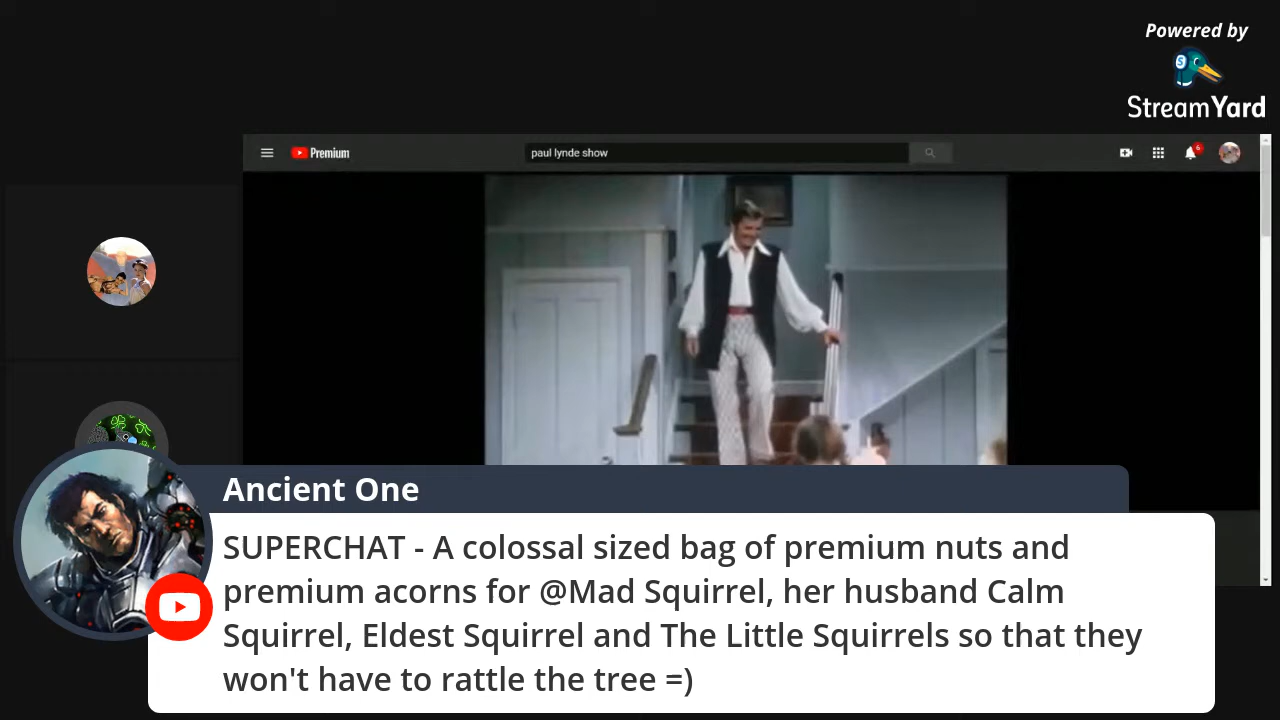 Powered by
StreamYard
Premium
paul lynde show
6
Ancient One
SUPERCHAT - A colossal sized bag of premium nuts and
premium acorns for @Mad Squirrel, her husband Calm
Squirrel, Eldest Squirrel and The Little Squirrels so that they
won't have to rattle the tree =)